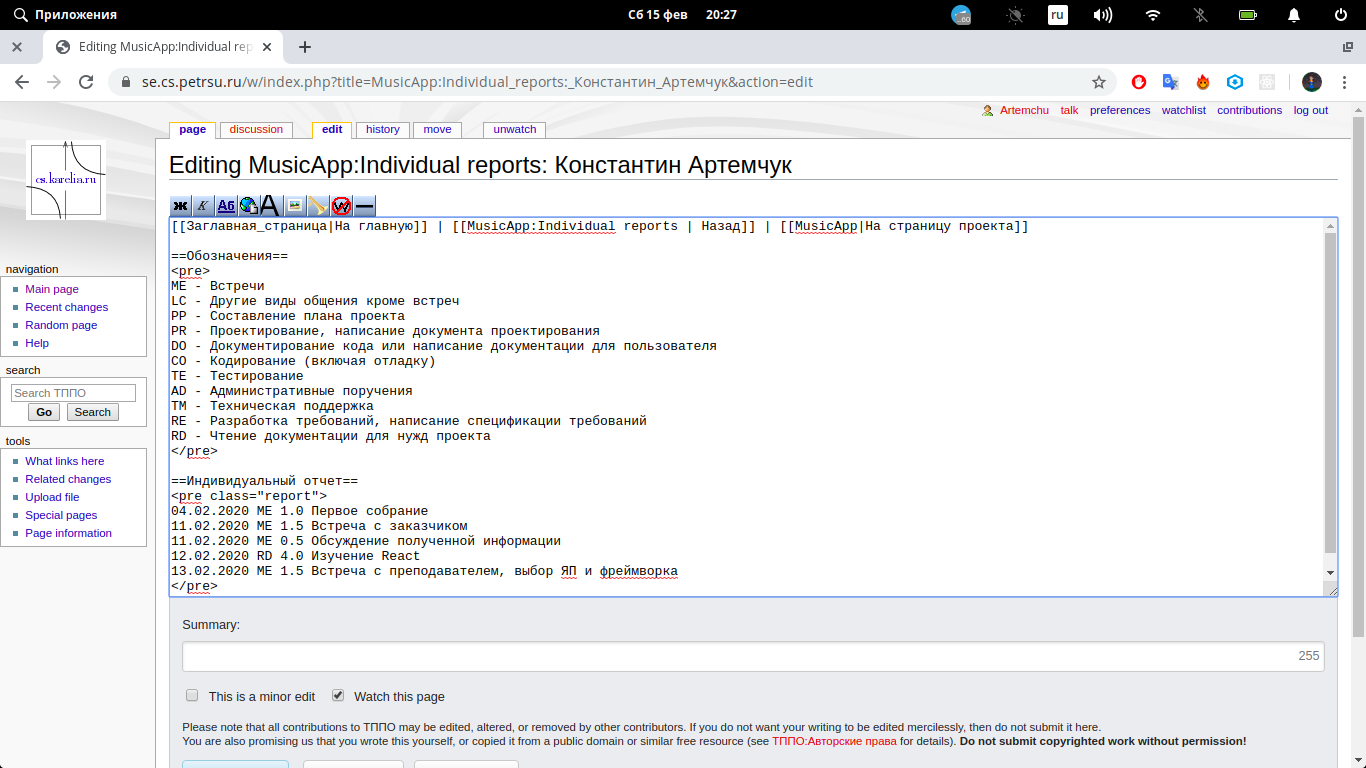 Приложения
Сб 15 фев 20:27
..60
ru
Editing MusicApp:Individual rep
se.cs.petrsu.ru/w/index.php?title=MusicApp:Individual_reports:_Константин_Артемчук&action=edit
Artemchu talk preferences watchlist contributions log out
page discussion edit history move unwatch
cs.karelia.ru
Editing MusicApp:Individual reports: Константин Артемчук
Ж К Аб A W
[[Заглавная_страница|На главную]] | [[MusicApp:Individual reports | Назад]] | [[MusicApp|На страницу проекта]]
==Обозначения==
<pre>
ME - Встречи
LC - Другие виды общения кроме встреч
PP - Составление плана проекта
PR - Проектирование, написание документа проектирования
DO - Документирование кода или написание документации для пользователя
CO - Кодирование (включая отладку)
TE - Тестирование
AD - Административные поручения
TM - Техническая поддержка
RE - Разработка требований, написание спецификации требований
RD - Чтение документации для нужд проекта
</pre>
==Индивидуальный отчет==
<pre class="report">
04.02.2020 ME 1.0 Первое собрание
11.02.2020 ME 1.5 Встреча с заказчиком
11.02.2020 ME 0.5 Обсуждение полученной информации
12.02.2020 RD 4.0 Изучение React
13.02.2020 ME 1.5 Встреча с преподавателем, выбор ЯП и фреймворка
</pre>
navigation
Main page
Recent changes
Random page
Help
search
Search ТППО
Go Search
tools
What links here
Related changes
Upload file
Special pages
Page information
Summary:
255
This is a minor edit Watch this page
Please note that all contributions to ТППО may be edited, altered, or removed by other contributors. If you do not want your writing to be edited mercilessly, then do not submit it here.
You are also promising us that you wrote this yourself, or copied it from a public domain or similar free resource (see ТППО:Авторские права for details). Do not submit copyrighted work without permission!